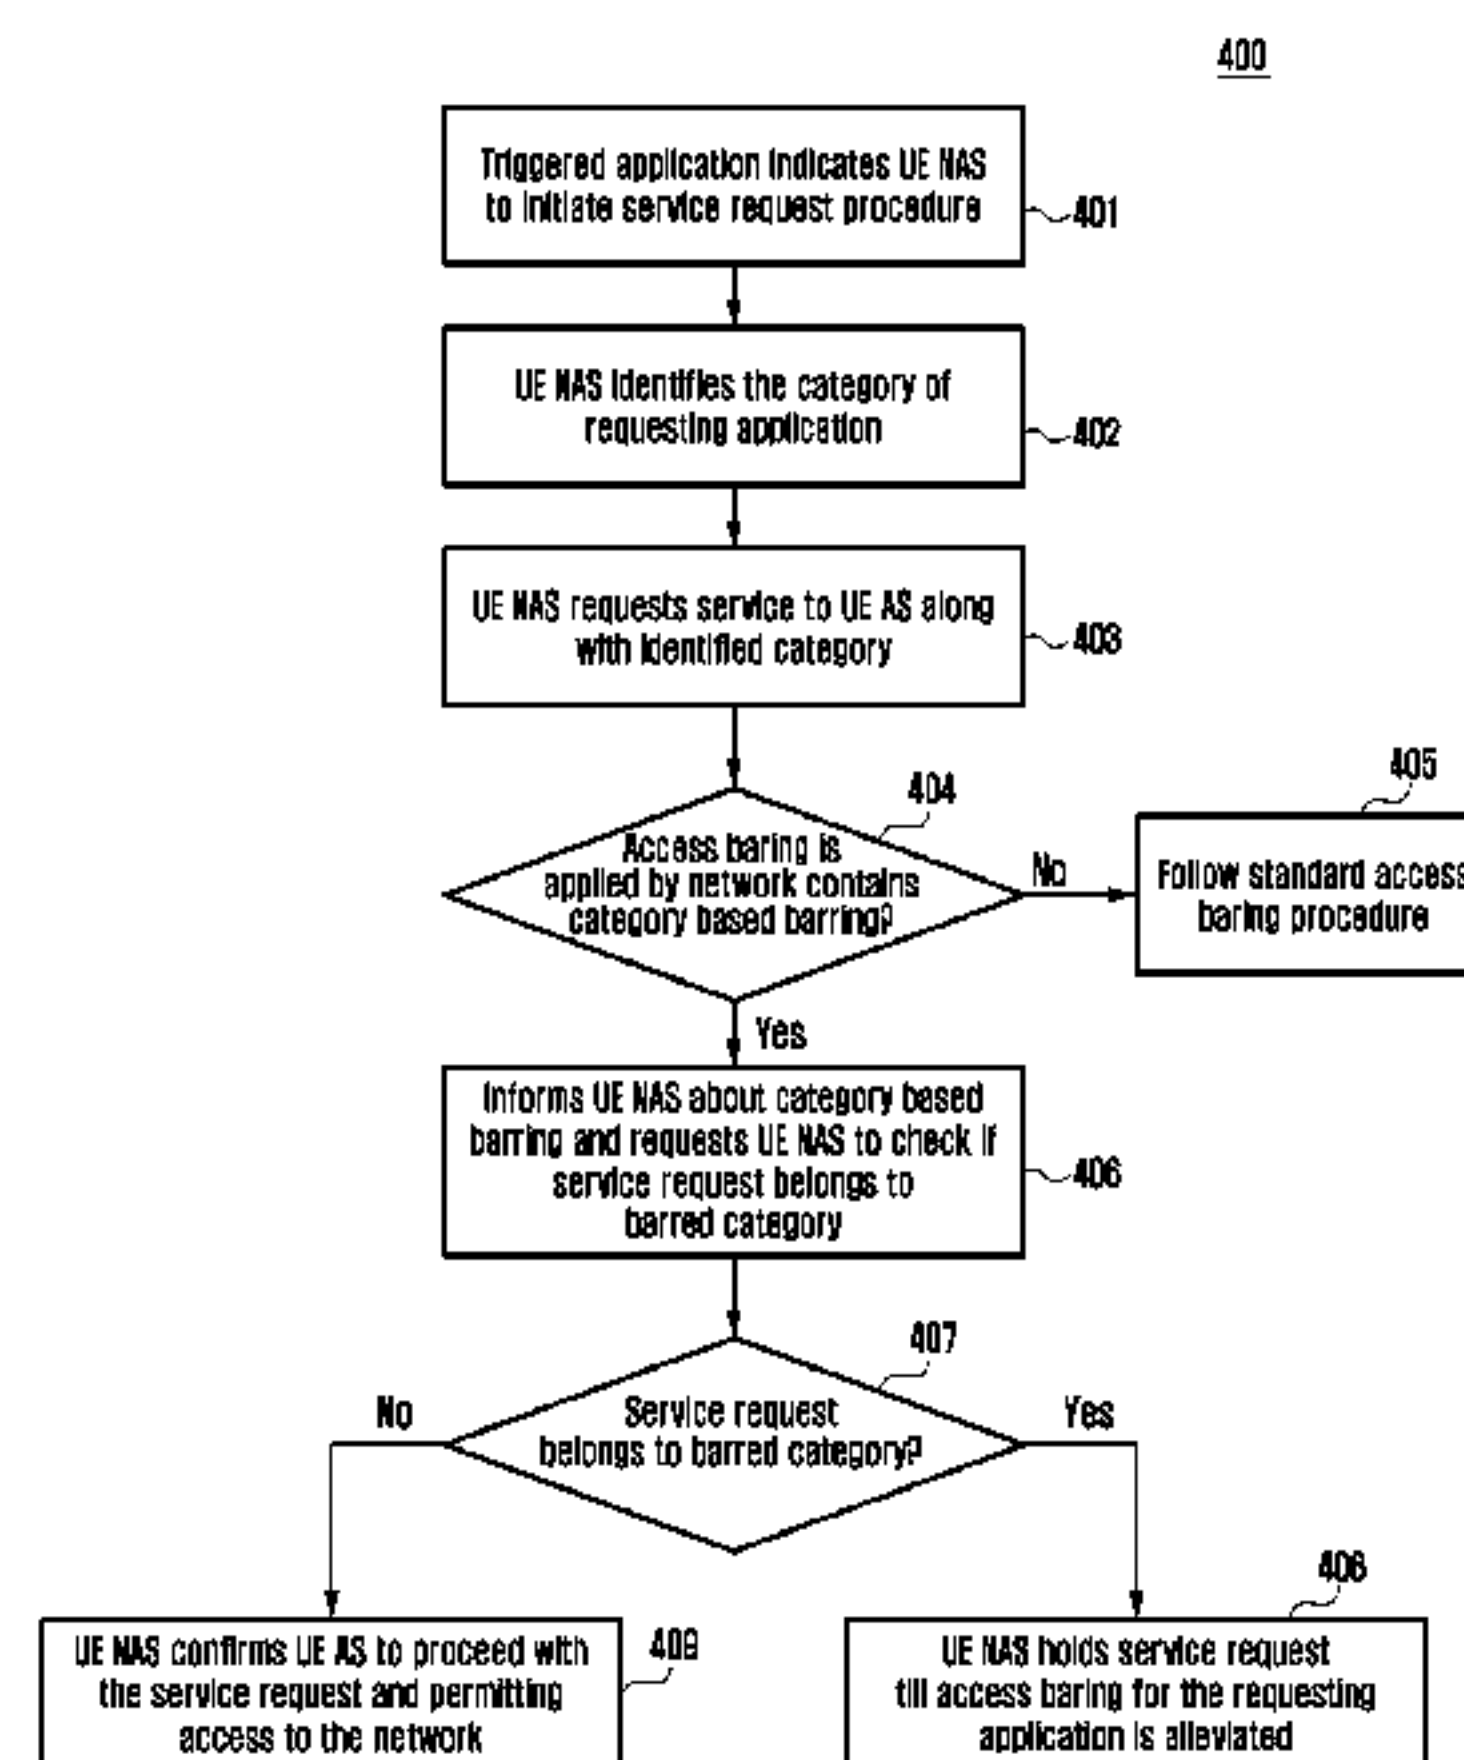 400
Triggered application indicates UE NAS
to initiate service request procedure
401
UE NAS identifies the category of
requesting application
402
UE NAS requests service to UE AS along
with identified category
403
404
Access baring is
applied by network contains
category based barring?
No
405
Follow standard access
baring procedure
Yes
Informs UE NAS about category based
barring and requests UE NAS to check if
service request belongs to
barred category
406
407
Service request
belongs to barred category?
No
Yes
409
UE NAS confirms UE AS to proceed with
the service request and permitting
access to the network
408
UE NAS holds service request
till access baring for the requesting
application is alleviated